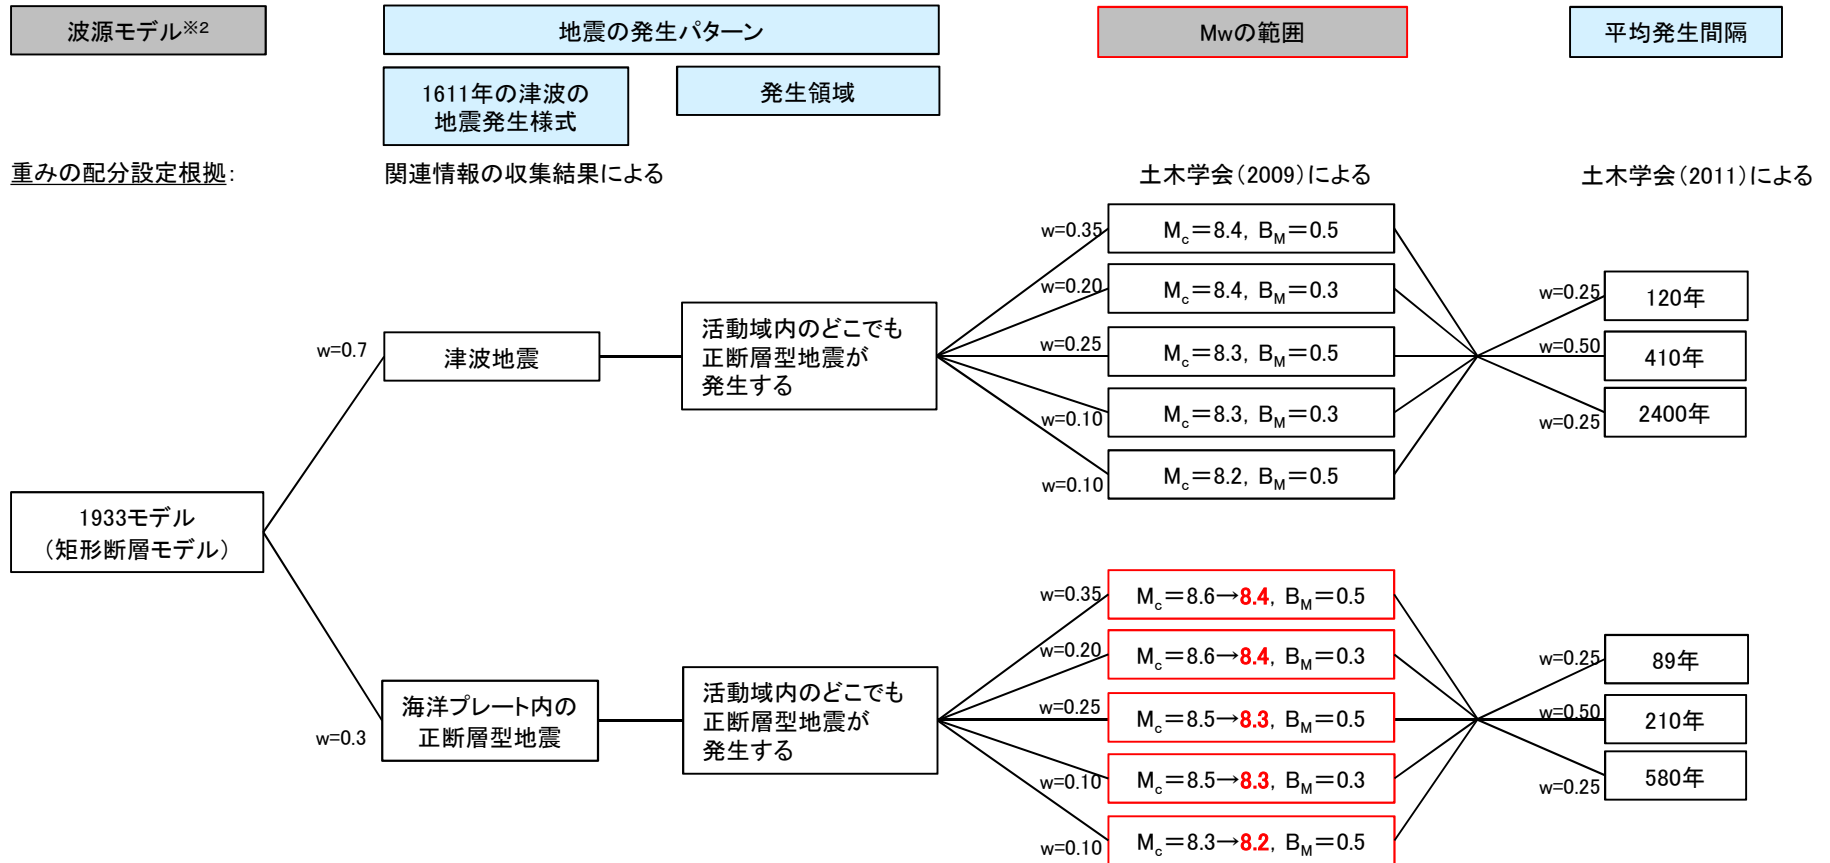 波源モデル※2
地震の発生パターン
Mwの範囲
平均発生間隔
1611年の津波の
地震発生様式
発生領域
重みの配分設定根拠:
関連情報の収集結果による
土木学会(2009)による
土木学会(2011)による
w=0.35
Mc=8.4, BM=0.5
w=0.20
Mc=8.4, BM=0.3
w=0.25
Mc=8.3, BM=0.5
w=0.10
Mc=8.3, BM=0.3
w=0.10
Mc=8.2, BM=0.5
w=0.25
120年
w=0.50
410年
w=0.25
2400年
w=0.7
津波地震
活動域内のどこでも
正断層型地震が
発生する
1933モデル
(矩形断層モデル)
w=0.3
海洋プレート内の
正断層型地震
活動域内のどこでも
正断層型地震が
発生する
w=0.35
Mc=8.6→8.4, BM=0.5
w=0.20
Mc=8.6→8.4, BM=0.3
w=0.25
Mc=8.5→8.3, BM=0.5
w=0.10
Mc=8.5→8.3, BM=0.3
w=0.10
Mc=8.3→8.2, BM=0.5
w=0.25
89年
w=0.50
210年
w=0.25
580年